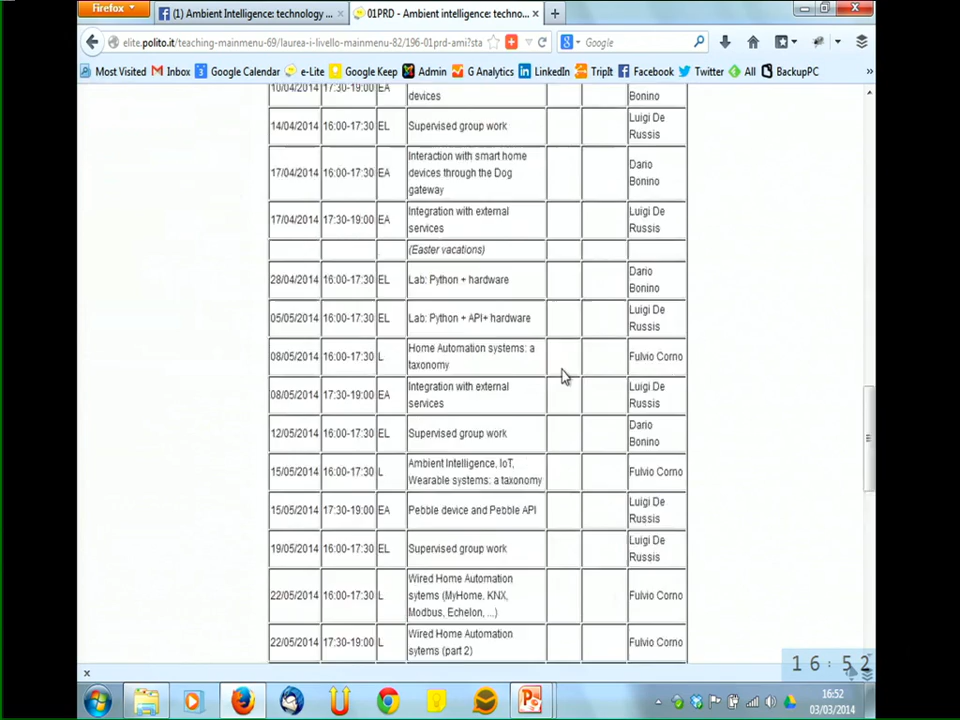 Firefox
(1) Ambient Intelligence: technology ...
01PRD - Ambient intelligence: techno...
elite.polito.it/teaching-mainmenu-69/laurea-i-livello-mainmenu-82/196-01prd-ami?sta
Google
Most Visited Inbox Google Calendar e-Lite Google Keep Admin G Analytics LinkedIn TripIt Facebook Twitter All BackupPC »
10/04/2014 17:30-19:00 EA devices Bonino
14/04/2014 16:00-17:30 EL Supervised group work Luigi De Russis
17/04/2014 16:00-17:30 EA Interaction with smart home devices through the Dog gateway Dario Bonino
17/04/2014 17:30-19:00 EA Integration with external services Luigi De Russis
(Easter vacations)
28/04/2014 16:00-17:30 EL Lab: Python + hardware Dario Bonino
05/05/2014 16:00-17:30 EL Lab: Python + API+ hardware Luigi De Russis
08/05/2014 16:00-17:30 L Home Automation systems: a taxonomy Fulvio Corno
08/05/2014 17:30-19:00 EA Integration with external services Luigi De Russis
12/05/2014 16:00-17:30 EL Supervised group work Dario Bonino
15/05/2014 16:00-17:30 L Ambient Intelligence, IoT, Wearable systems: a taxonomy Fulvio Corno
15/05/2014 17:30-19:00 EA Pebble device and Pebble API Luigi De Russis
19/05/2014 16:00-17:30 EL Supervised group work Luigi De Russis
22/05/2014 16:00-17:30 L Wired Home Automation sytems (MyHome, KNX, Modbus, Echelon, ...) Fulvio Corno
22/05/2014 17:30-19:00 L Wired Home Automation sytems (part 2) Fulvio Corno
x
16:52
16:52
03/03/2014